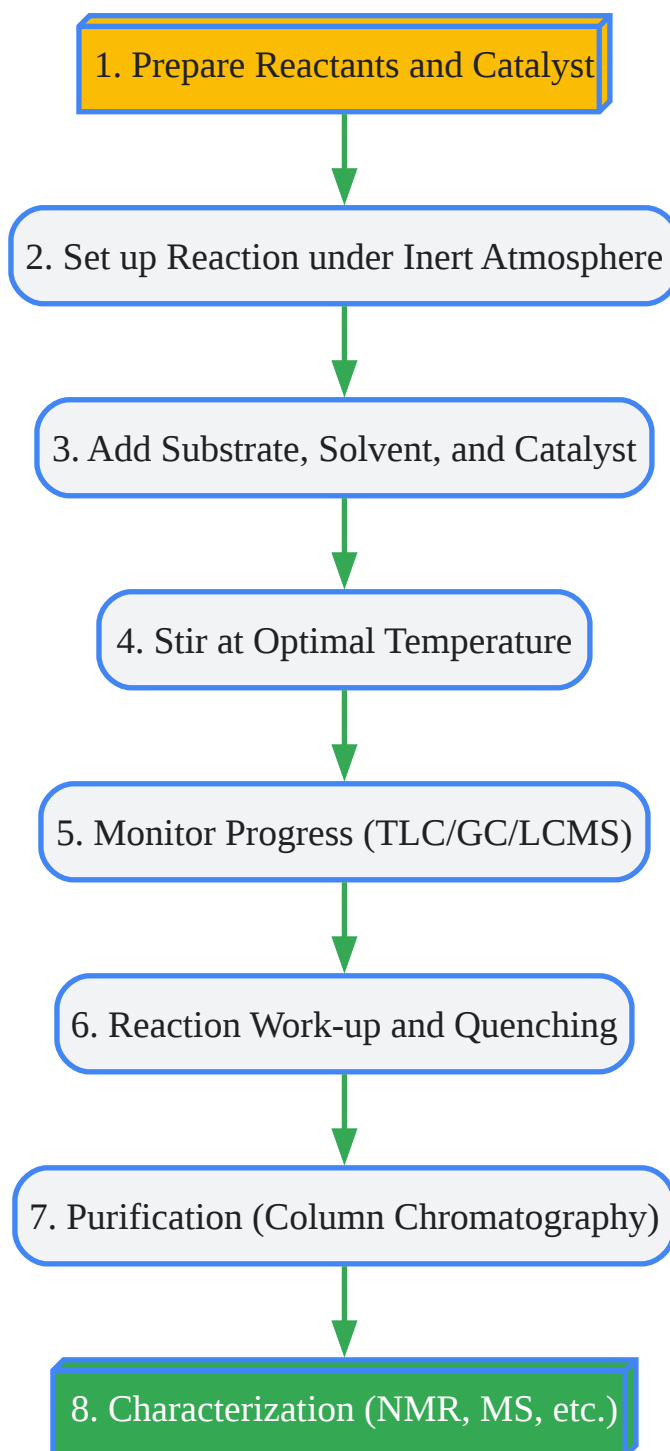 1. Prepare Reactants and Catalyst
2. Set up Reaction under Inert Atmosphere
3. Add Substrate, Solvent, and Catalyst
4. Stir at Optimal Temperature
5. Monitor Progress (TLC/GC/LCMS)
6. Reaction Work-up and Quenching
7. Purification (Column Chromatography)
8. Characterization (NMR, MS, etc.)